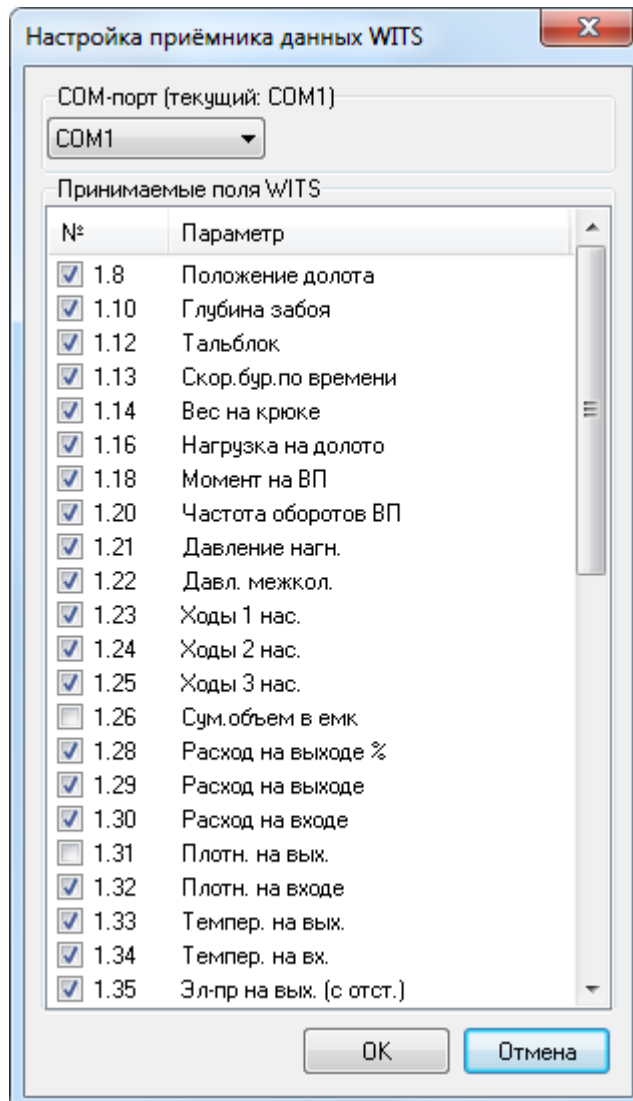 Настройка приёмника данных WITS
COM-порт (текущий: COM1)
COM1
Принимаемые поля WITS
№ Параметр
1.8 Положение долота
1.10 Глубина забоя
1.12 Тальблок
1.13 Скор.бур.по времени
1.14 Вес на крюке
1.16 Нагрузка на долото
1.18 Момент на ВП
1.20 Частота оборотов ВП
1.21 Давление нагн.
1.22 Давл. межкол.
1.23 Ходы 1 нас.
1.24 Ходы 2 нас.
1.25 Ходы 3 нас.
1.26 Сум.объем в емк
1.28 Расход на выходе %
1.29 Расход на выходе
1.30 Расход на входе
1.31 Плотн. на вых.
1.32 Плотн. на входе
1.33 Темпер. на вых.
1.34 Темпер. на вх.
1.35 Эл-пр на вых. (с отст.)
OK Отмена